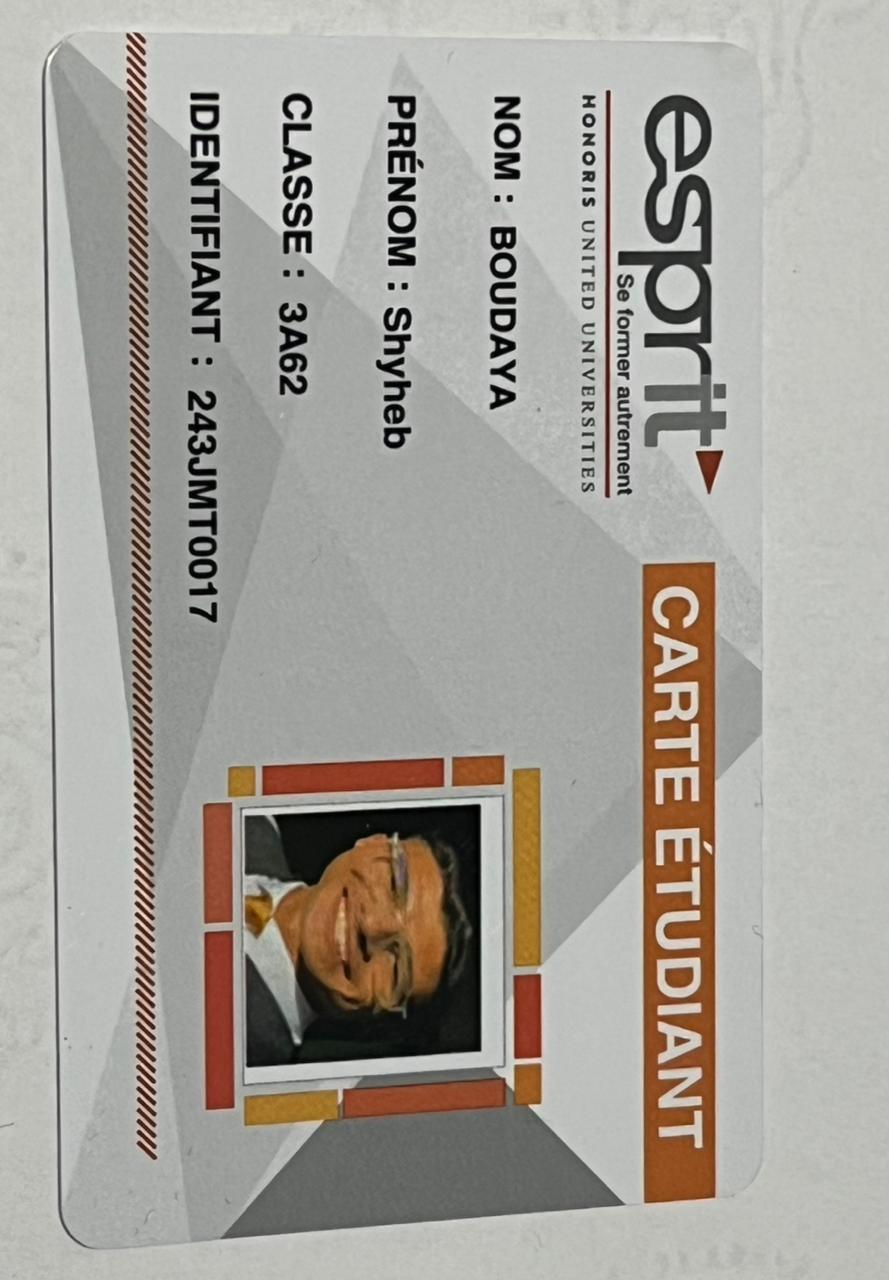 esprit
Se former autrement
HONORIS UNITED UNIVERSITIES
CARTE ÉTUDIANT
NOM : BOUDAYA
PRÉNOM : Shyheb
CLASSE : 3A62
IDENTIFIANT : 243JMT0017